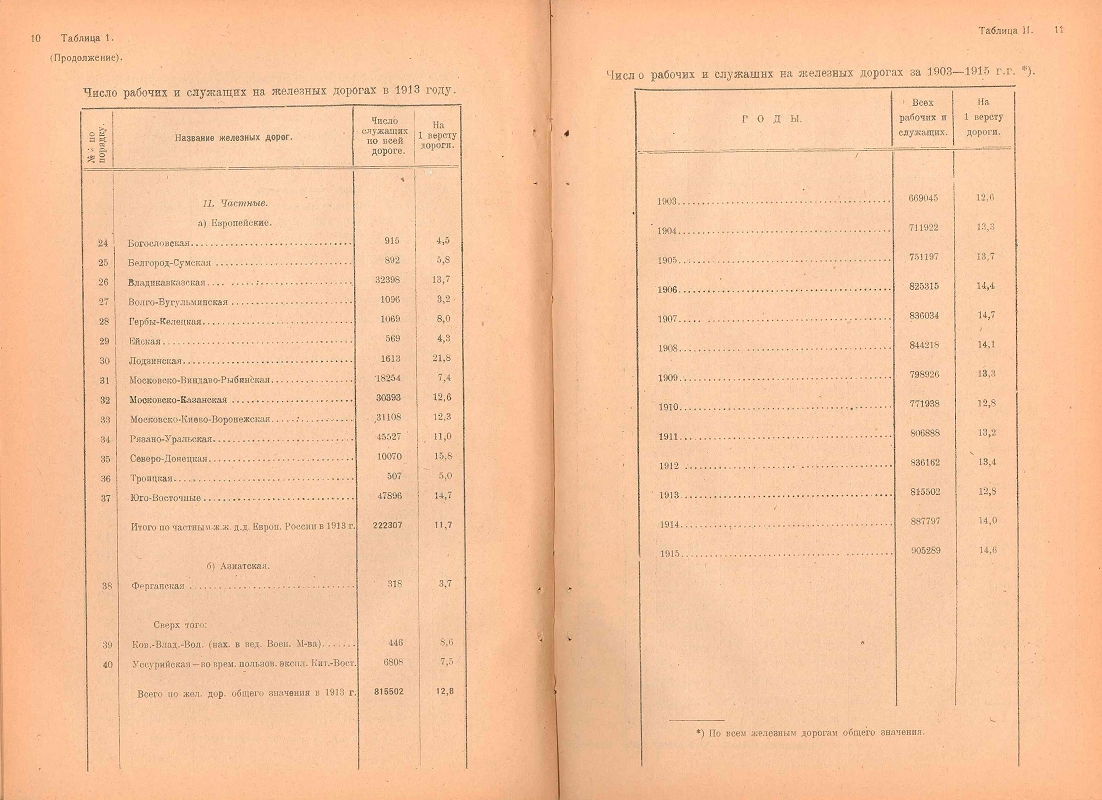 10 Таблица 1.
(Продолжение).
Число рабочих и служащих на железных дорогах в 1913 году.
№№ по порядку.
Название железных дорог.
Число служащих по всей дороге.
На 1 версту дороги.
II. Частные.
а) Европейские.
24 Богословская 915 4,5
25 Белгород-Сумская 892 5,8
26 Владикавказская 32398 13,7
27 Волго-Бугульминская 1096 3,2
28 Гербы-Келецкая 1069 8,0
29 Ейская 569 4,3
30 Лодзинская 1613 21,8
31 Московско-Виндаво-Рыбинская 18254 7,4
32 Московско-Казанская 30393 12,6
33 Московско-Киево-Воронежская 31108 12,3
34 Рязано-Уральская 45527 11,0
35 Северо-Донецкая 10070 15,8
36 Троицкая 507 5,0
37 Юго-Восточные 47896 14,7
Итого по частным ж.ж. д.д. Европ. России в 1913 г. 222307 11,7
б) Азиатская.
38 Ферганская 318 3,7
Сверх того:
39 Ков.-Влад.-Вол. (нах. в вед. Воен. М-ва) 446 8,6
40 Уссурийская—во врем. пользов. экспл. Кит.-Вост. 6808 7,5
Всего по жел. дор. общего значения в 1913 г. 815502 12,8
Таблица II. 11
Число рабочих и служащих на железных дорогах за 1903—1915 г.г. *).
ГОДЫ.
Всех рабочих и служащих.
На 1 версту дороги.
1903 669045 12,6
1904 711922 13,3
1905 751197 13,7
1906 825315 14,4
1907 836034 14,7
1908 844218 14,1
1909 798926 13,3
1910 771938 12,8
1911 806888 13,2
1912 836162 13,4
1913 815502 12,8
1914 887797 14,0
1915 905289 14,6
*) По всем железным дорогам общего значения.